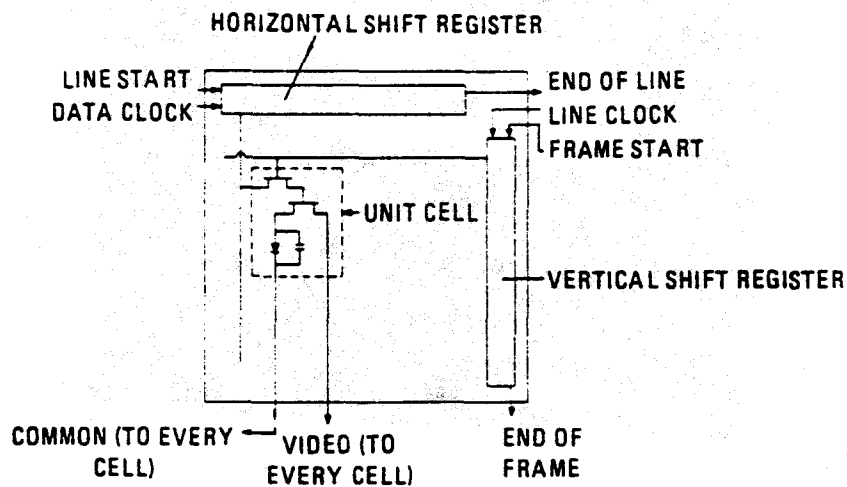 HORIZONTAL SHIFT REGISTER
LINE START
DATA CLOCK
END OF LINE
LINE CLOCK
FRAME START
UNIT CELL
VERTICAL SHIFT REGISTER
COMMON (TO EVERY
CELL)
VIDEO (TO
EVERY CELL)
END OF
FRAME